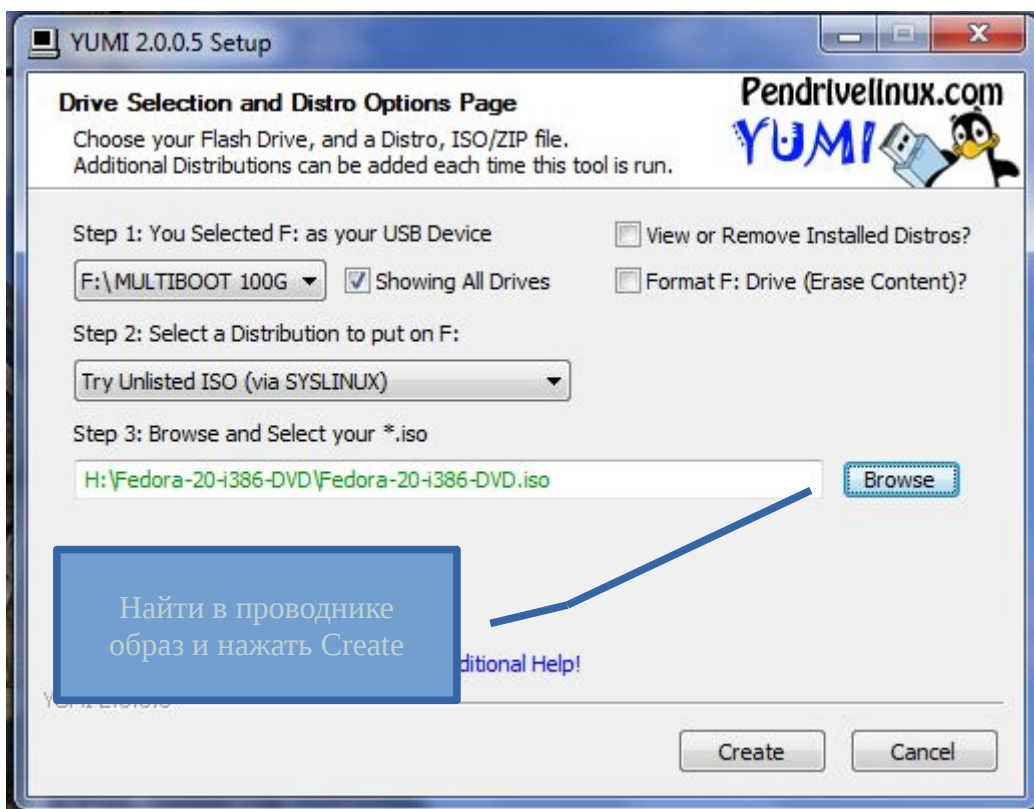 YUMI 2.0.0.5 Setup
Drive Selection and Distro Options Page
Choose your Flash Drive, and a Distro, ISO/ZIP file.
Additional Distributions can be added each time this tool is run.
Pendrivelinux.com
YUMI
Step 1: You Selected F: as your USB Device
View or Remove Installed Distros?
F:\MULTIBOOT 100G
Showing All Drives
Format F: Drive (Erase Content)?
Step 2: Select a Distribution to put on F:
Try Unlisted ISO (via SYSLINUX)
Step 3: Browse and Select your *.iso
H:\Fedora-20-i386-DVD\Fedora-20-i386-DVD.iso
Browse
Найти в проводнике
образ и нажать Create
Help!
Create
Cancel